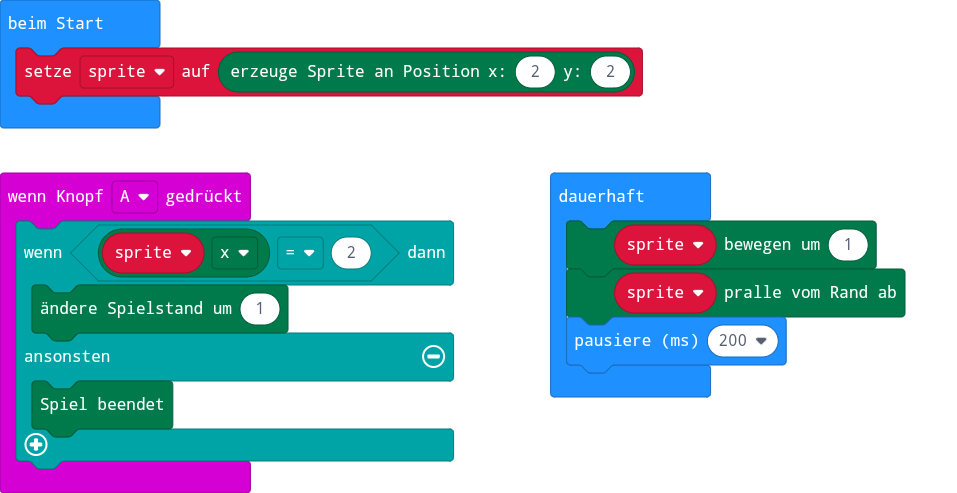 beim Start
setze sprite auf erzeuge Sprite an Position x: 2 y: 2
wenn Knopf A gedrückt
wenn sprite x = 2 dann
ändere Spielstand um 1
ansonsten
Spiel beendet
dauerhaft
sprite bewegen um 1
sprite pralle vom Rand ab
pausiere (ms) 200